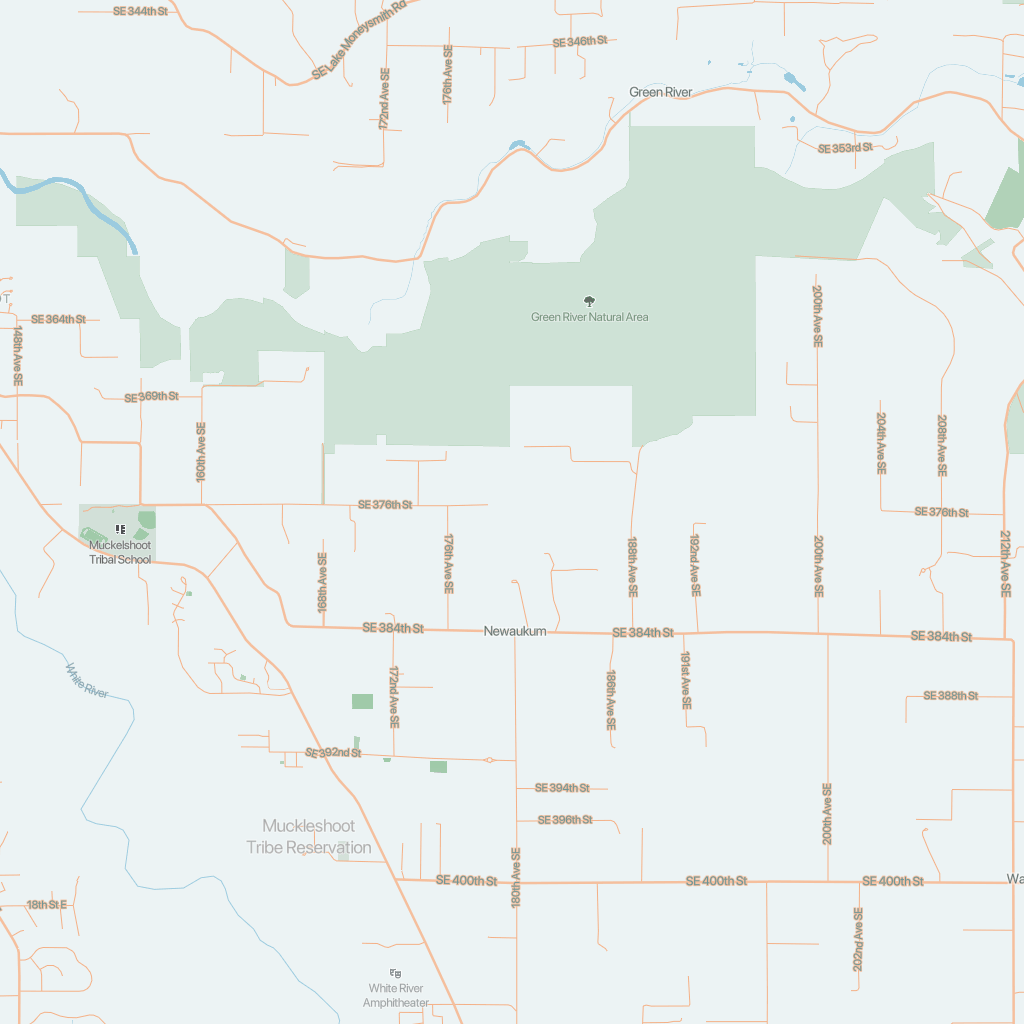 SE 344th St
SE Lake Moneysmith Rd
SE 346th St
172nd Ave SE
176th Ave SE
Green River
SE 353rd St
Green River Natural Area
200th Ave SE
SE 364th St
148th Ave SE
SE 369th St
160th Ave SE
204th Ave SE
208th Ave SE
SE 376th St
SE 376th St
Muckelshoot
Tribal School
168th Ave SE
176th Ave SE
188th Ave SE
192nd Ave SE
200th Ave SE
212th Ave SE
SE 384th St
Newaukum
SE 384th St
SE 384th St
White River
172nd Ave SE
186th Ave SE
191st Ave SE
SE 388th St
SE 392nd St
SE 394th St
SE 396th St
200th Ave SE
Muckleshoot
Tribe Reservation
180th Ave SE
SE 400th St
SE 400th St
SE 400th St
Wa
18th St E
202nd Ave SE
White River
Amphitheater